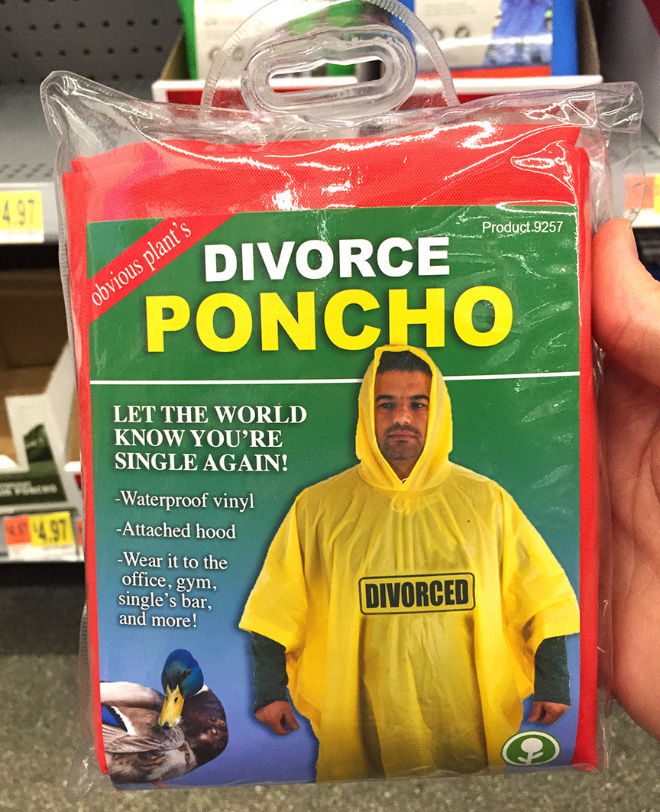 obvious plant's
Product 9257
DIVORCE
PONCHO
LET THE WORLD
KNOW YOU'RE
SINGLE AGAIN!
-Waterproof vinyl
-Attached hood
-Wear it to the
office, gym,
single's bar,
and more!
DIVORCED
4.97
$4.97